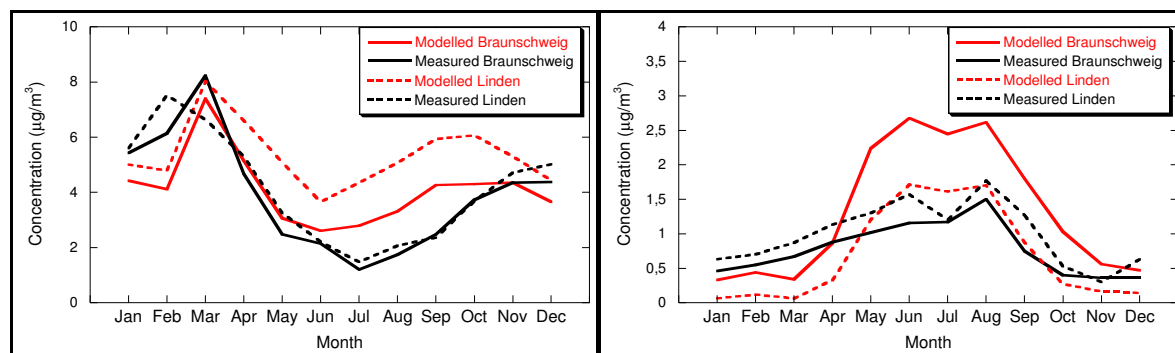 10
8
6
4
2
0
Concentration (µg/m³)
Modelled Braunschweig
Measured Braunschweig
Modelled Linden
Measured Linden
Jan Feb Mar Apr May Jun Jul Aug Sep Oct Nov Dec
Month
4
3,5
3
2,5
2
1,5
1
0,5
0
Concentration (µg/m³)
Modelled Braunschweig
Measured Braunschweig
Modelled Linden
Measured Linden
Jan Feb Mar Apr May Jun Jul Aug Sep Oct Nov Dec
Month